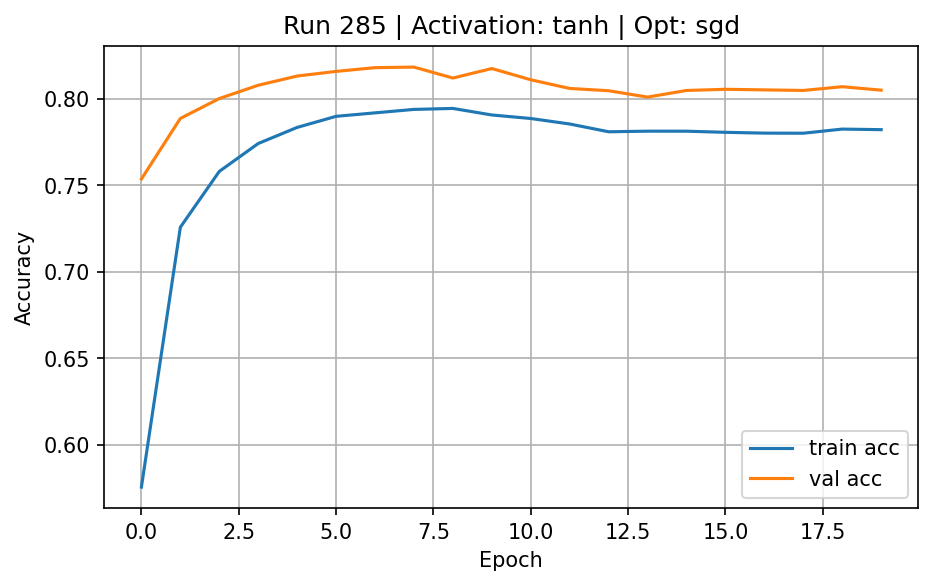 Run 285 | Activation: tanh | Opt: sgd
0.80
0.75
0.70
0.65
0.60
Accuracy
train acc
val acc
0.0 2.5 5.0 7.5 10.0 12.5 15.0 17.5
Epoch